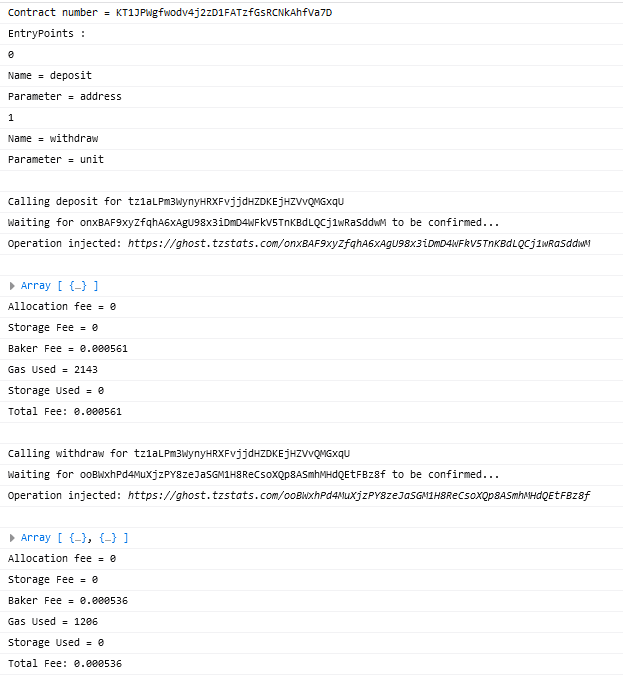 Contract number = KT1JPWgfwodv4j2zD1FATzfGsRCNkAhfVa7D
EntryPoints :
0
Name = deposit
Parameter = address
1
Name = withdraw
Parameter = unit
Calling deposit for tz1aLPm3WynyHRXFvjjdHZDKEjHZVvQMGxqU
Waiting for onxBAF9xyZfqhA6xAgU98x3iDmD4WFkV5TnKBdLQCj1wRaSddwM to be confirmed...
Operation injected: https://ghost.tzstats.com/onxBAF9xyZfqhA6xAgU98x3iDmD4WFkV5TnKBdLQCj1wRaSddwM
Array [ {…} ]
Allocation fee = 0
Storage Fee = 0
Baker Fee = 0.000561
Gas Used = 2143
Storage Used = 0
Total Fee: 0.000561
Calling withdraw for tz1aLPm3WynyHRXFvjjdHZDKEjHZVvQMGxqU
Waiting for ooBWxhPd4MuXjzPY8zeJaSGM1H8ReCsoXQp8ASmhMHdQEtFBz8f to be confirmed...
Operation injected: https://ghost.tzstats.com/ooBWxhPd4MuXjzPY8zeJaSGM1H8ReCsoXQp8ASmhMHdQEtFBz8f
Array [ {…}, {…} ]
Allocation fee = 0
Storage Fee = 0
Baker Fee = 0.000536
Gas Used = 1206
Storage Used = 0
Total Fee: 0.000536